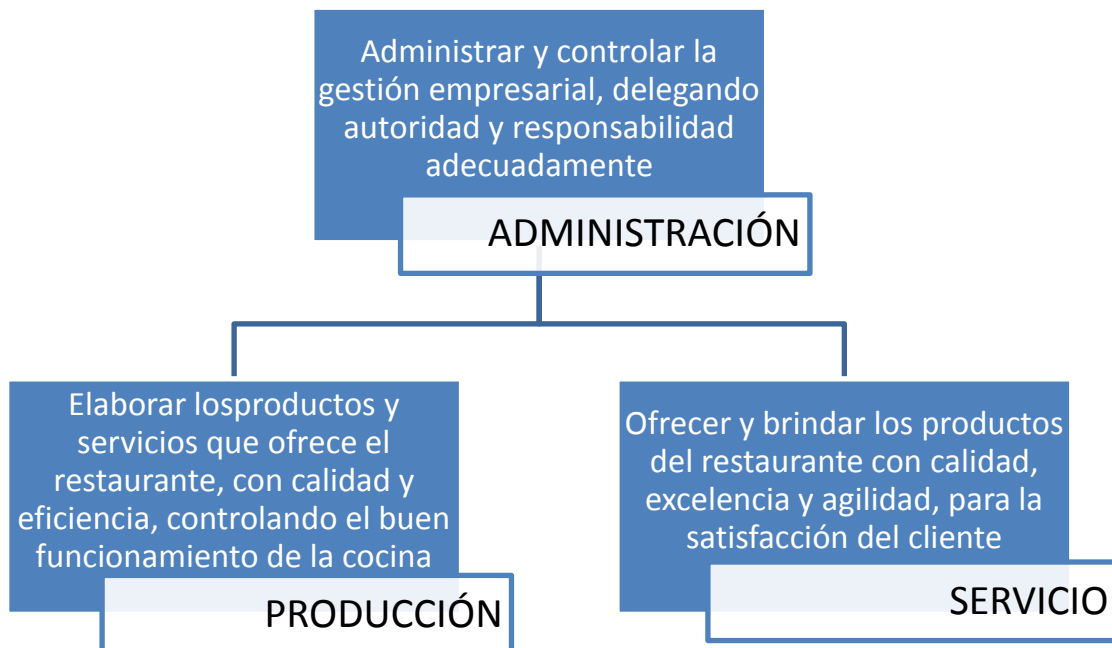 Administrar y controlar la
gestión empresarial, delegando
autoridad y responsabilidad
adecuadamente
ADMINISTRACIÓN
Elaborar losproductos y
servicios que ofrece el
restaurante, con calidad y
eficiencia, controlando el buen
funcionamiento de la cocina
PRODUCCIÓN
Ofrecer y brindar los productos
del restaurante con calidad,
excelencia y agilidad, para la
satisfacción del cliente
SERVICIO